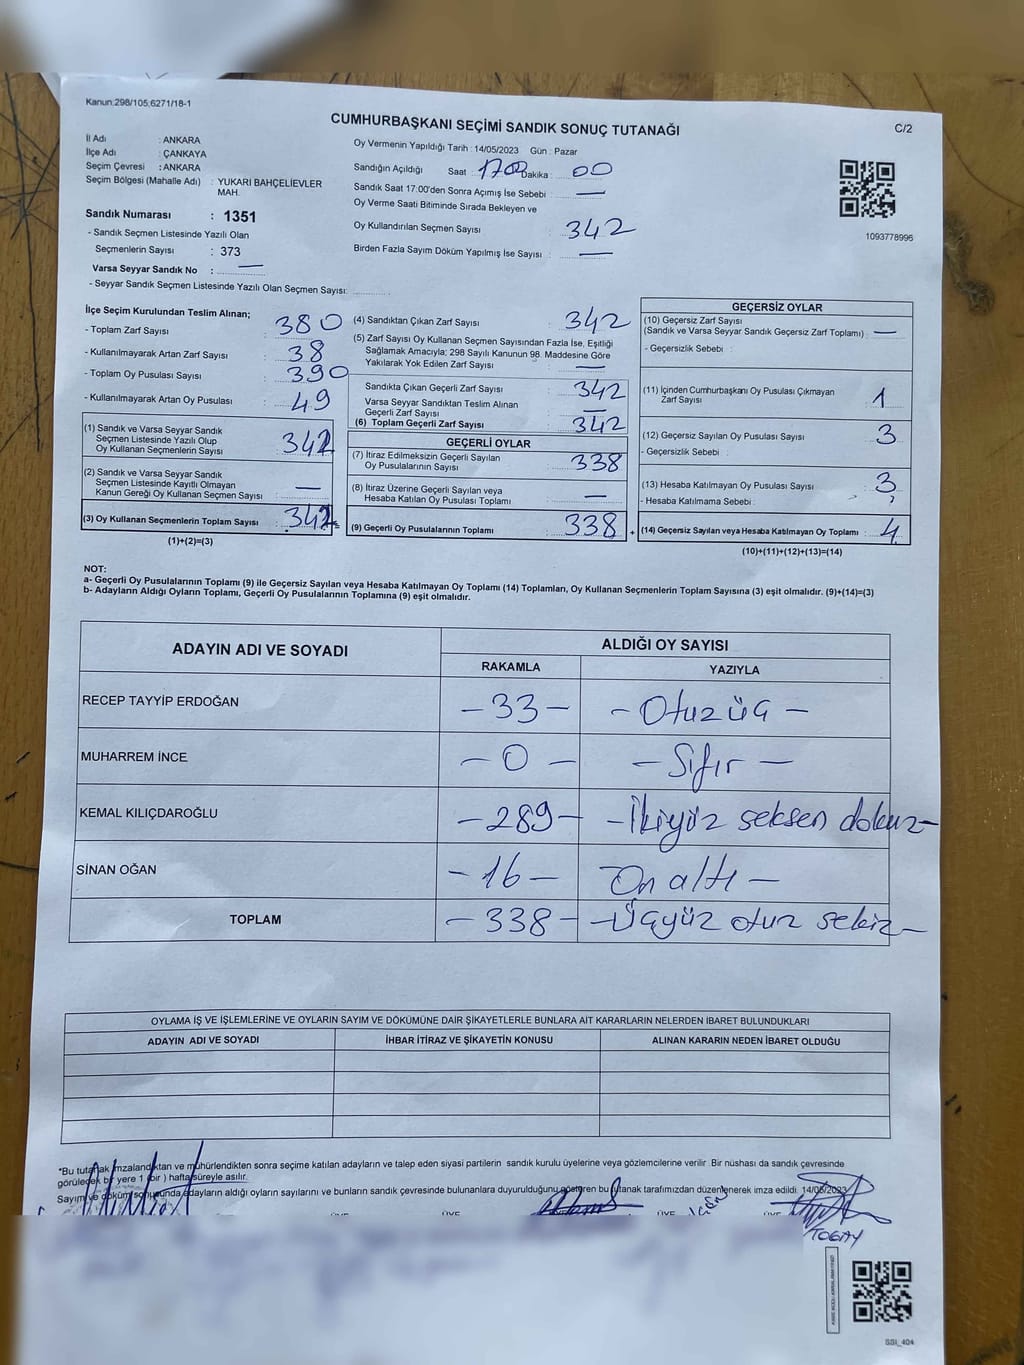 Kanun;298/105;6271/18-1
CUMHURBAŞKANI SEÇİMİ SANDIK SONUÇ TUTANAĞI
C/2
İl Adı : ANKARA
İlçe Adı : ÇANKAYA
Seçim Çevresi : ANKARA
Seçim Bölgesi (Mahalle Adı) : YUKARI BAHÇELİEVLER
MAH.
Sandık Numarası : 1351
- Sandık Seçmen Listesinde Yazılı Olan
Seçmenlerin Sayısı : 373
Varsa Seyyar Sandık No : —
- Seyyar Sandık Seçmen Listesinde Yazılı Olan Seçmen Sayısı:
Oy Vermenin Yapıldığı Tarih : 14/05/2023 Gün : Pazar
Sandığın Açıldığı Saat : 17 Dakika : 00
Sandık Saat 17:00'den Sonra Açımış İse Sebebi : —
Oy Verme Saati Bitiminde Sırada Bekleyen ve
Oy Kullandırılan Seçmen Sayısı : 342
Birden Fazla Sayım Döküm Yapılmış İse Sayısı : —
1093778996
İlçe Seçim Kurulundan Teslim Alınan;
- Toplam Zarf Sayısı : 380
- Kullanılmayarak Artan Zarf Sayısı : 38
- Toplam Oy Pusulası Sayısı : 390
- Kullanılmayarak Artan Oy Pusulası : 49
(1) Sandık ve Varsa Seyyar Sandık
Seçmen Listesinde Yazılı Olup
Oy Kullanan Seçmenlerin Sayısı : 342
(2) Sandık ve Varsa Seyyar Sandık
Seçmen Listesinde Kayıtlı Olmayan
Kanun Gereği Oy Kullanan Seçmen Sayısı : —
(3) Oy Kullanan Seçmenlerin Toplam Sayısı : 342 =
(1)+(2)=(3)
(4) Sandıktan Çıkan Zarf Sayısı : 342
(5) Zarf Sayısı Oy Kullanan Seçmen Sayısından Fazla İse, Eşitliği
Sağlamak Amacıyla; 298 Sayılı Kanunun 98. Maddesine Göre
Yakılarak Yok Edilen Zarf Sayısı : —
Sandıkta Çıkan Geçerli Zarf Sayısı : 342
Varsa Seyyar Sandıktan Teslim Alınan
Geçerli Zarf Sayısı : —
(6) Toplam Geçerli Zarf Sayısı : 342
GEÇERLİ OYLAR
(7) İtiraz Edilmeksizin Geçerli Sayılan
Oy Pusulalarının Sayısı : 338
(8) İtiraz Üzerine Geçerli Sayılan veya
Hesaba Katılan Oy Pusulası Toplamı : —
(9) Geçerli Oy Pusulalarının Toplamı : 338 +
GEÇERSİZ OYLAR
(10) Geçersiz Zarf Sayısı
(Sandık ve Varsa Seyyar Sandık Geçersiz Zarf Toplamı) : —
- Geçersizlik Sebebi :
(11) İçinden Cumhurbaşkanı Oy Pusulası Çıkmayan
Zarf Sayısı : 1
(12) Geçersiz Sayılan Oy Pusulası Sayısı : 3
- Geçersizlik Sebebi :
(13) Hesaba Katılmayan Oy Pusulası Sayısı : 3
- Hesaba Katılmama Sebebi :
(14) Geçersiz Sayılan veya Hesaba Katılmayan Oy Toplamı : 4
(10)+(11)+(12)+(13)=(14)
NOT:
a- Geçerli Oy Pusulalarının Toplamı (9) ile Geçersiz Sayılan veya Hesaba Katılmayan Oy Toplamı (14) Toplamları, Oy Kullanan Seçmenlerin Toplam Sayısına (3) eşit olmalıdır. (9)+(14)=(3)
b- Adayların Aldığı Oyların Toplamı, Geçerli Oy Pusulalarının Toplamına (9) eşit olmalıdır.
ADAYIN ADI VE SOYADI ALDIĞI OY SAYISI
RAKAMLA YAZIYLA
RECEP TAYYİP ERDOĞAN – 33 – – Otuzüç –
MUHARREM İNCE – 0 – – Sıfır –
KEMAL KILIÇDAROĞLU – 289 – – İkiyüz seksen dokuz –
SİNAN OĞAN – 16 – On altı –
TOPLAM – 338 – – Üçyüz otuz sekiz –
OYLAMA İŞ VE İŞLEMLERİNE VE OYLARIN SAYIM VE DÖKÜMÜNE DAİR ŞİKAYETLERLE BUNLARA AİT KARARLARIN NELERDEN İBARET BULUNDUKLARI
ADAYIN ADI VE SOYADI İHBAR İTİRAZ VE ŞİKAYETİN KONUSU ALINAN KARARIN NEDEN İBARET OLDUĞU
*Bu tutanak imzalandıktan ve mühürlendikten sonra seçime katılan adayların ve talep eden siyasi partilerin sandık kurulu üyelerine veya gözlemcilerine verilir. Bir nüshası da sandık çevresinde
görülecek bir yere 1 (bir) hafta süreyle asılır.
Sayım ve döküm sonucunda adayların aldığı oyların sayılarını ve bunların sandık çevresinde bulunanlara duyurulduğunu gösteren bu tutanak tarafımızdan düzenlenerek imza edildi. 14/05/2023
ÜYE ÜYE
TOGAY
SSI_404